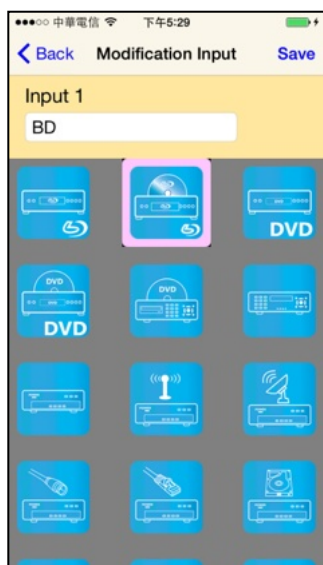 中華電信 下午5:29
Back Modification Input Save
Input 1
BD
DVD
DVD
DVD
DVD